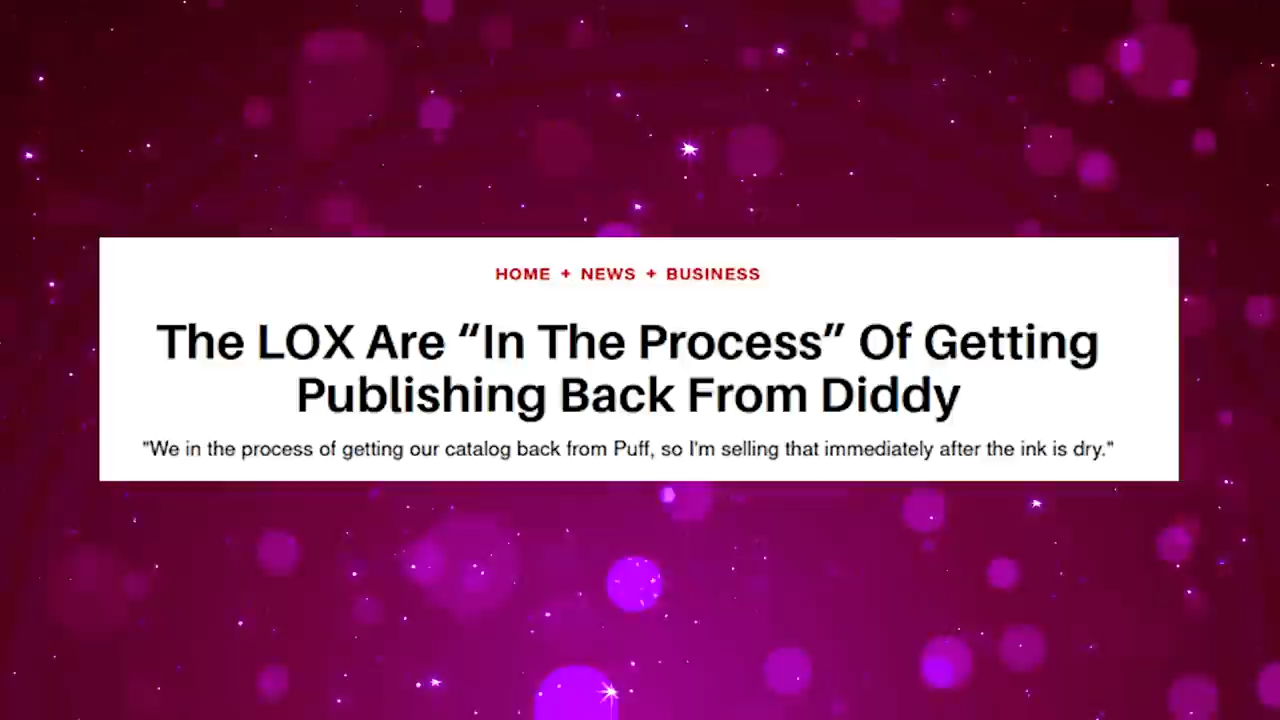 HOME + NEWS + BUSINESS
The LOX Are “In The Process” Of Getting
Publishing Back From Diddy
"We in the process of getting our catalog back from Puff, so I'm selling that immediately after the ink is dry."